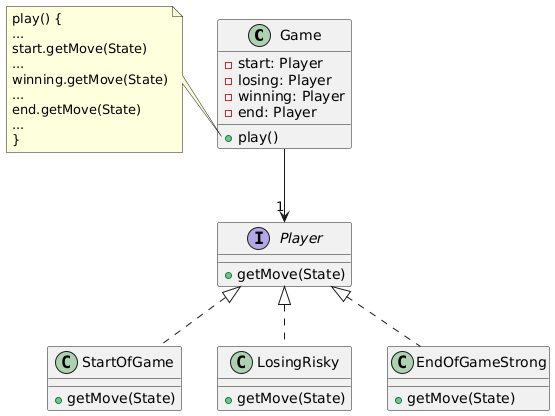 play() {
...
start.getMove(State)
...
winning.getMove(State)
...
end.getMove(State)
...
}
C Game
start: Player
losing: Player
winning: Player
end: Player
play()
1
I Player
getMove(State)
C StartOfGame
getMove(State)
C LosingRisky
getMove(State)
C EndOfGameStrong
getMove(State)